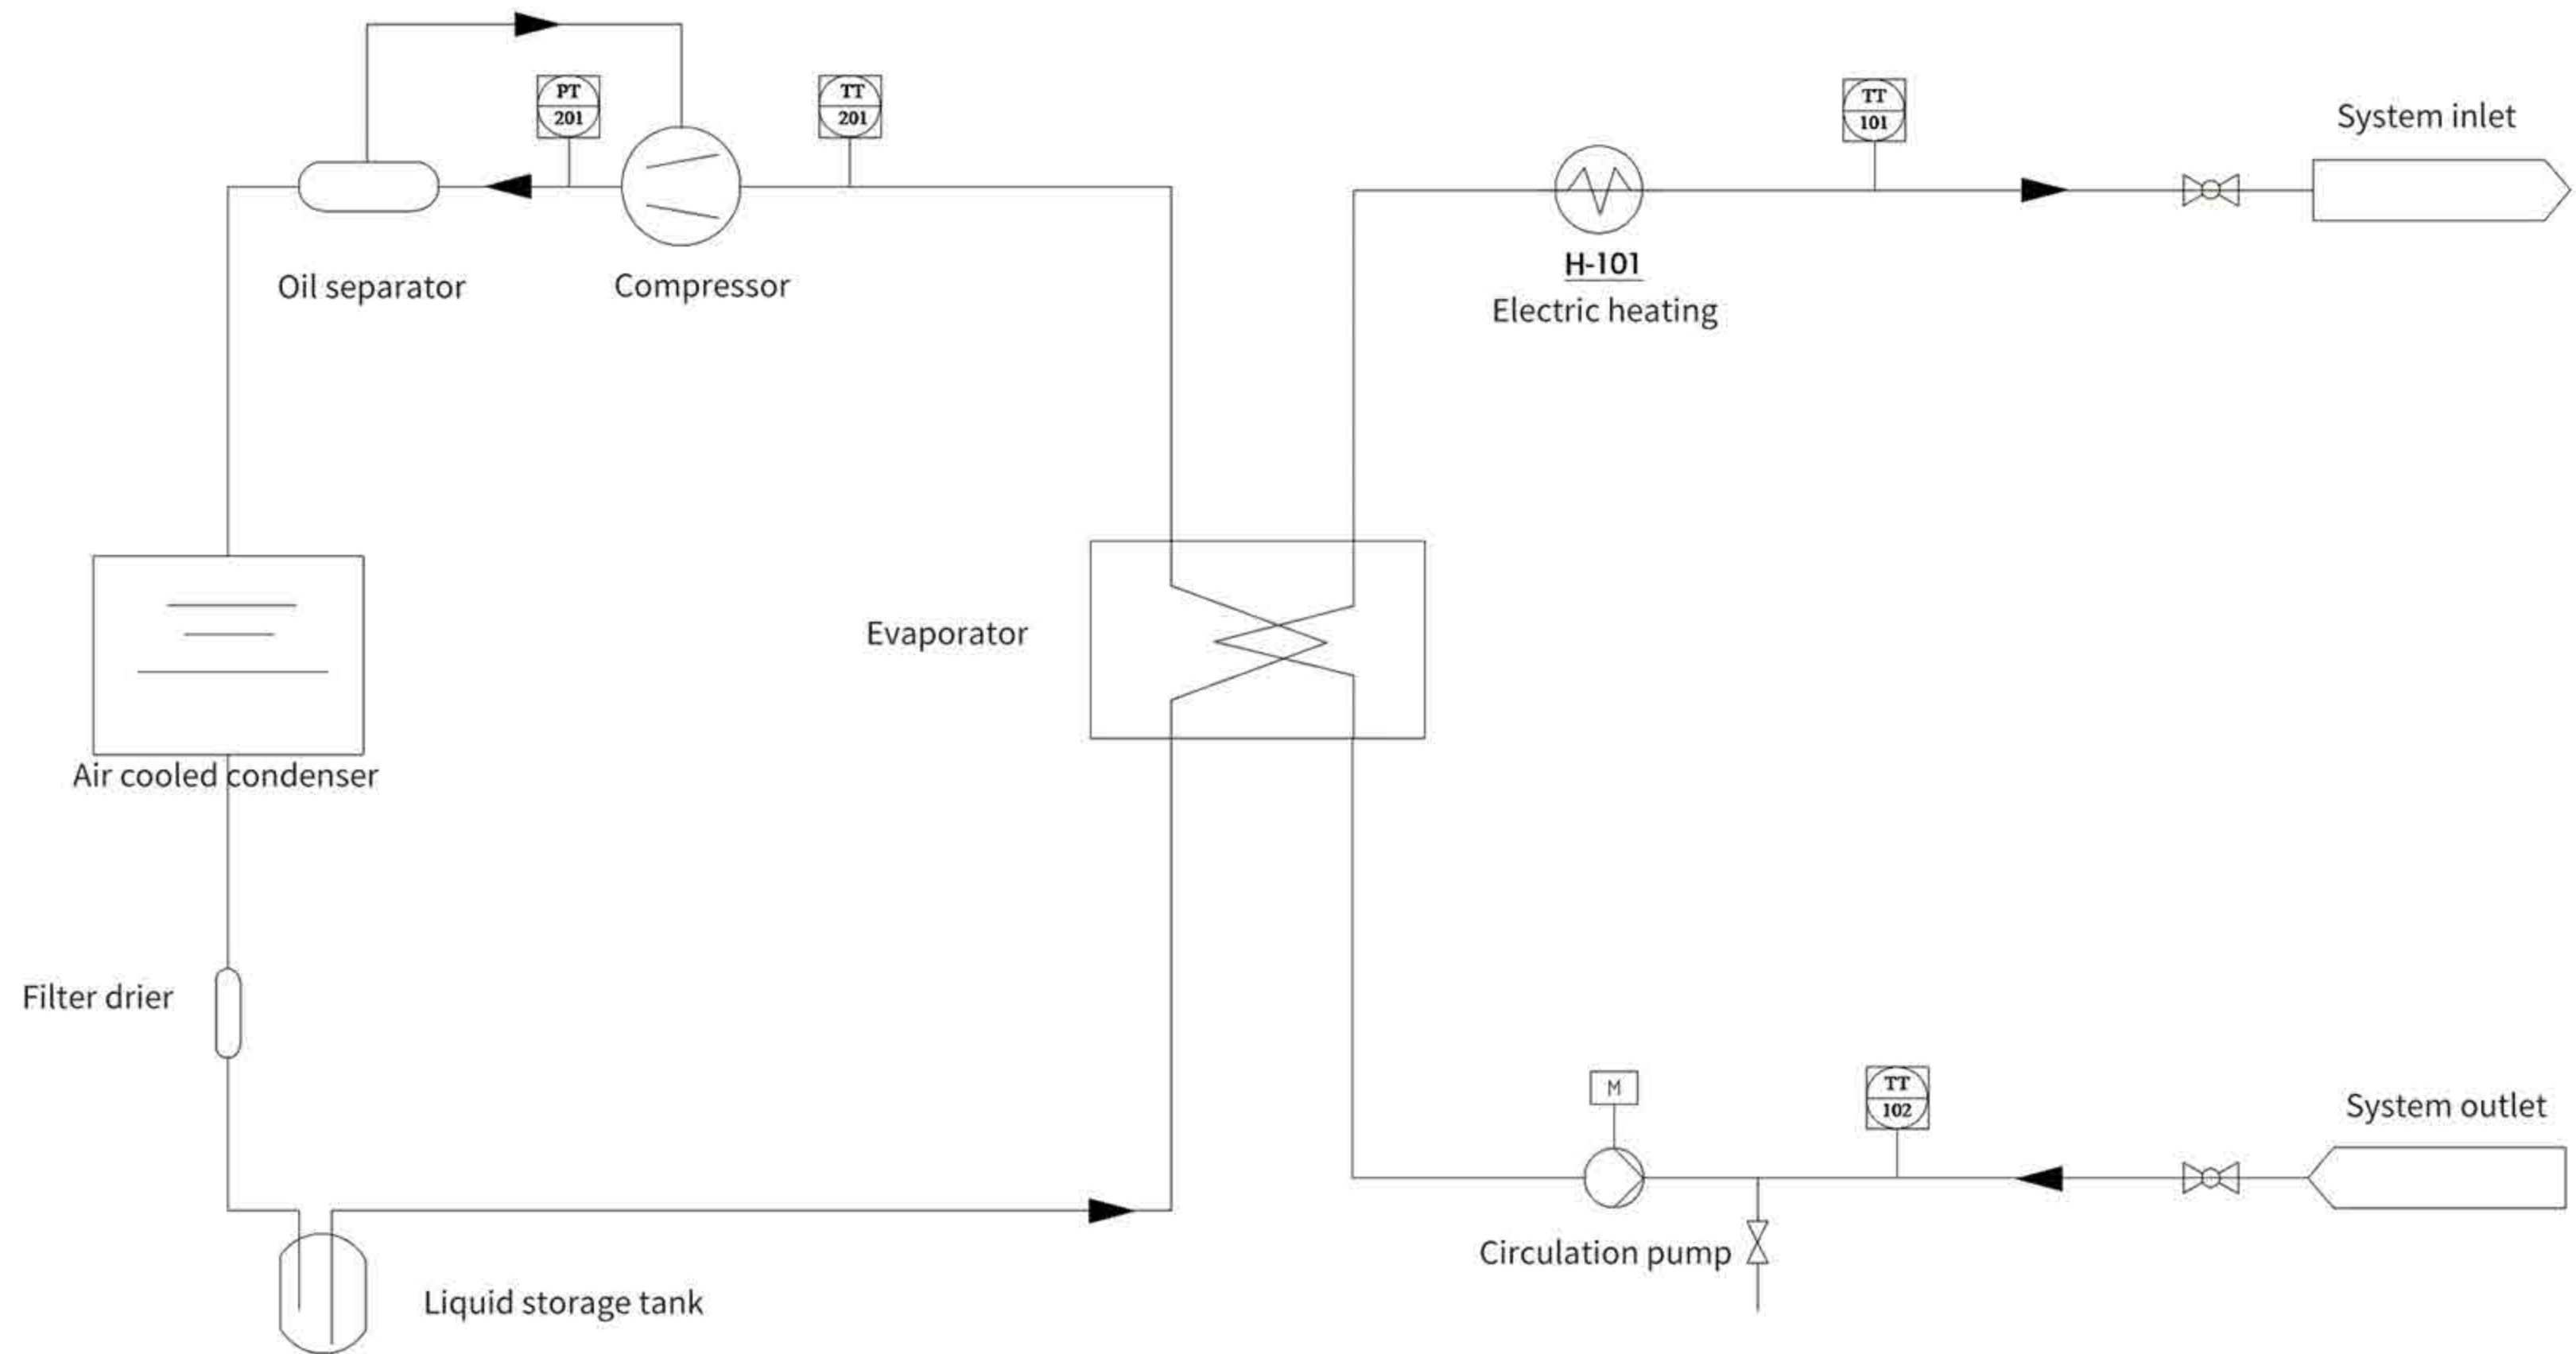 PT
201
TT
201
TT
101
System inlet
Oil separator
Compressor
H-101
Electric heating
Evaporator
Air cooled condenser
Filter drier
M
TT
102
System outlet
Circulation pump
Liquid storage tank